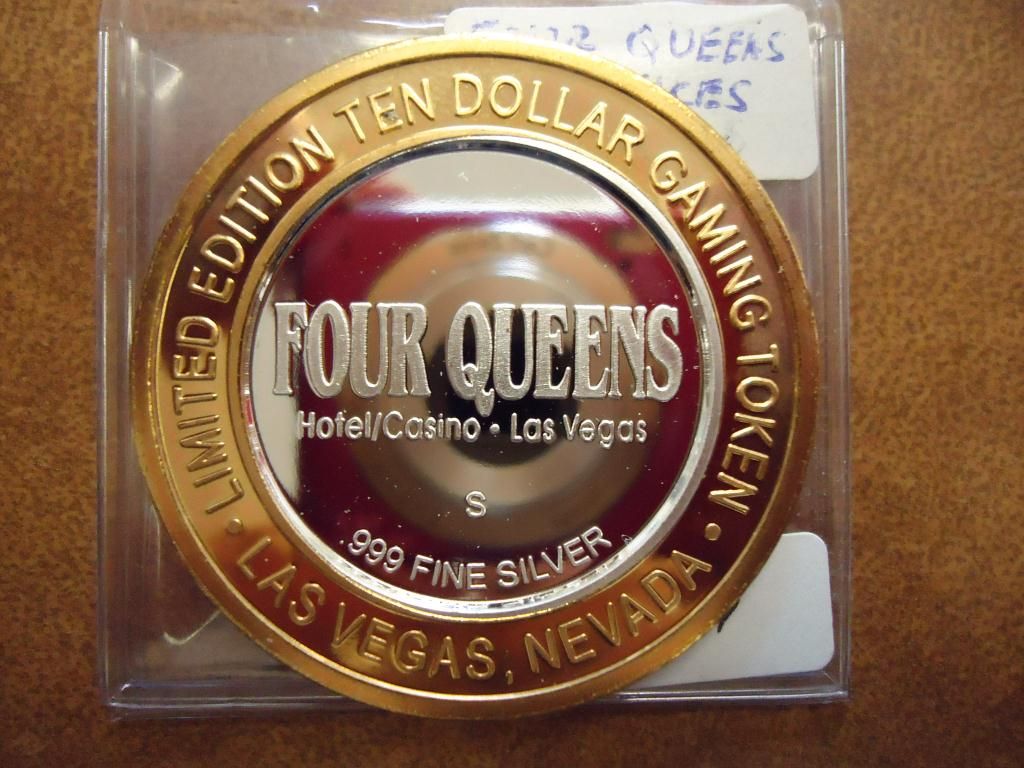 QUEENS
LIMITED EDITION TEN DOLLAR GAMING TOKEN
FOUR QUEENS
Hotel/Casino • Las Vegas
S
.999 FINE SILVER
• LAS VEGAS, NEVADA •